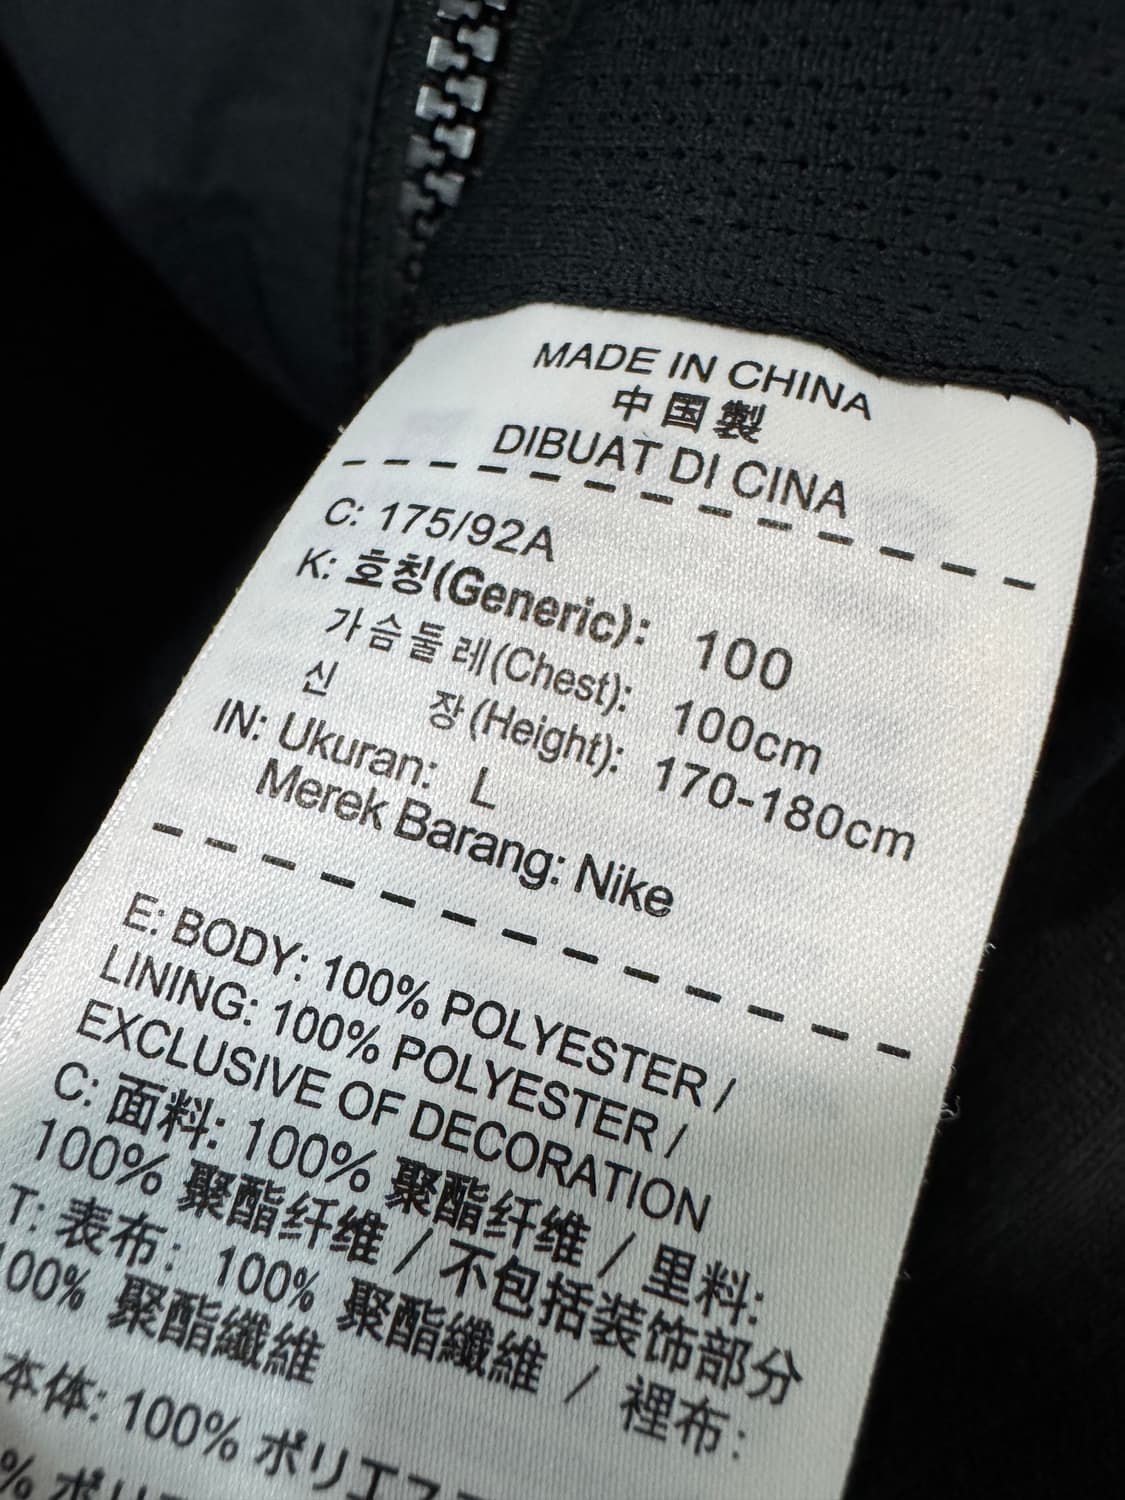 MADE IN CHINA
中国製
DIBUAT DI CINA
C: 175/92A
K: 호칭(Generic): 100
가슴둘레(Chest): 100cm
신 장(Height): 170-180cm
IN: Ukuran: L
Merek Barang: Nike
E: BODY: 100% POLYESTER /
LINING: 100% POLYESTER /
EXCLUSIVE OF DECORATION
C: 面料: 100% 聚酯纤维 / 里料:
100% 聚酯纤维 / 不包括装饰部分
T: 表布: 100% 聚酯纖維 / 裡布:
100% 聚酯纖維
本体: 100% ポリエス
% ポリ